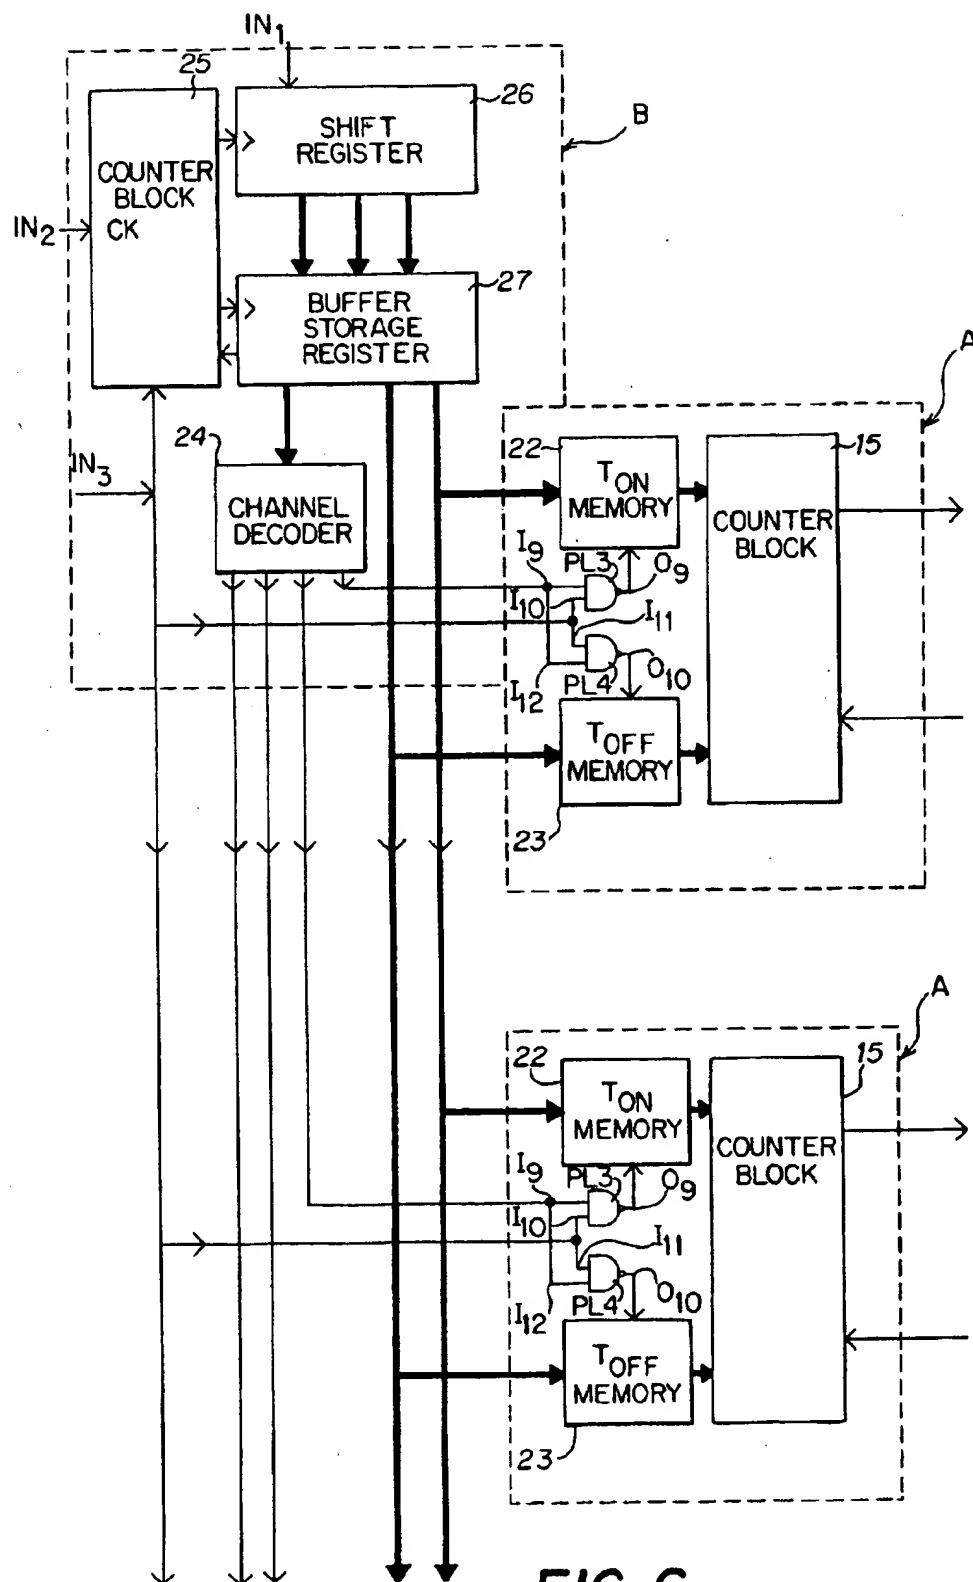 IN1
25
26
SHIFT
REGISTER
B
COUNTER
BLOCK
CK
IN2
27
BUFFER
STORAGE
REGISTER
A
24
22
15
IN3
TON
MEMORY
CHANNEL
DECODER
COUNTER
BLOCK
I9
PL3
O9
I10
I11
I12
PL4
O10
TOFF
MEMORY
23
A
22
15
TON
MEMORY
COUNTER
BLOCK
I9
PL3
O9
I10
I11
I12
PL4
O10
TOFF
MEMORY
23